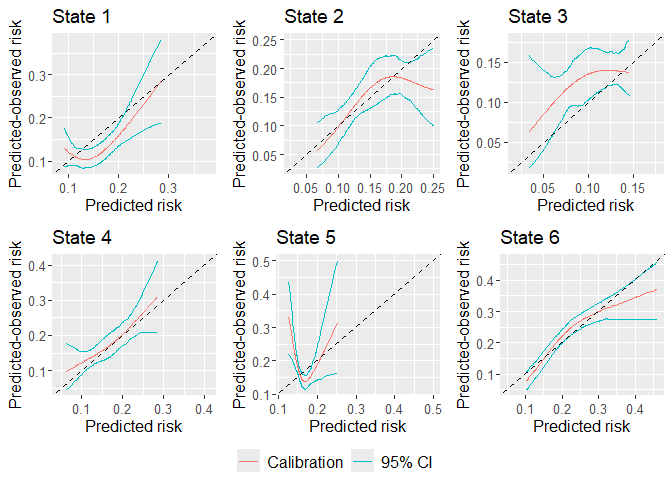 State 1
Predicted-observed risk
0.3
0.2
0.1
0.1 0.2 0.3
Predicted risk
State 2
Predicted-observed risk
0.25
0.20
0.15
0.10
0.05
0.05 0.10 0.15 0.20 0.25
Predicted risk
State 3
Predicted-observed risk
0.15
0.10
0.05
0.05 0.10 0.15
Predicted risk
State 4
Predicted-observed risk
0.4
0.3
0.2
0.1
0.1 0.2 0.3 0.4
Predicted risk
State 5
Predicted-observed risk
0.5
0.4
0.3
0.2
0.1
0.1 0.2 0.3 0.4 0.5
Predicted risk
State 6
Predicted-observed risk
0.4
0.3
0.2
0.1
0.1 0.2 0.3 0.4
Predicted risk
Calibration 95% CI